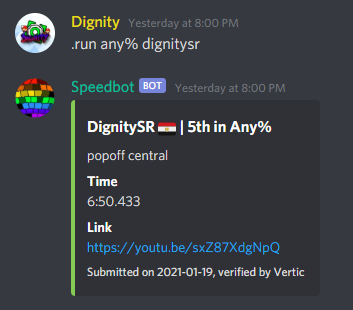 Dignity Yesterday at 8:00 PM
.run any% dignitysr
Speedbot BOT Yesterday at 8:00 PM
DignitySR 🇪🇬 | 5th in Any%
popoff central
Time
6:50.433
Link
https://youtu.be/sxZ87XdgNpQ
Submitted on 2021-01-19, verified by Vertic